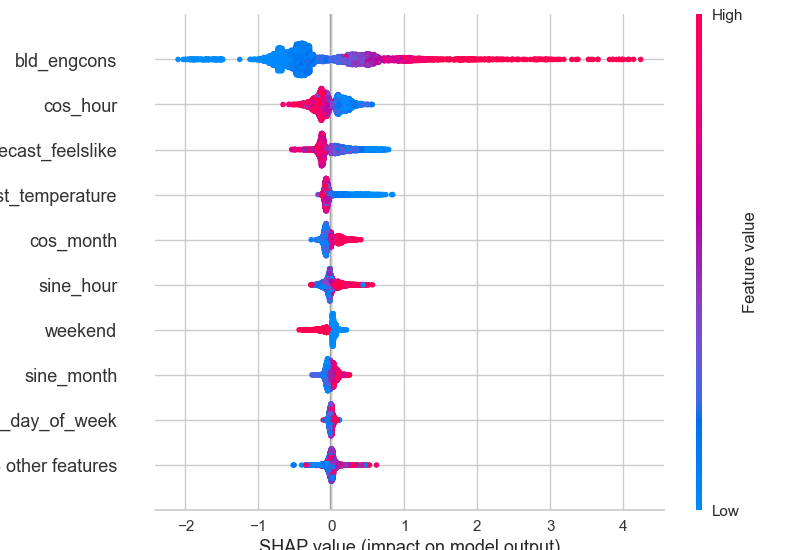 High
bld_engcons
cos_hour
ecast_feelslike
st_temperature
cos_month
sine_hour
weekend
sine_month
_day_of_week
other features
Feature value
Low
−2 −1 0 1 2 3 4
SHAP value (impact on model output)